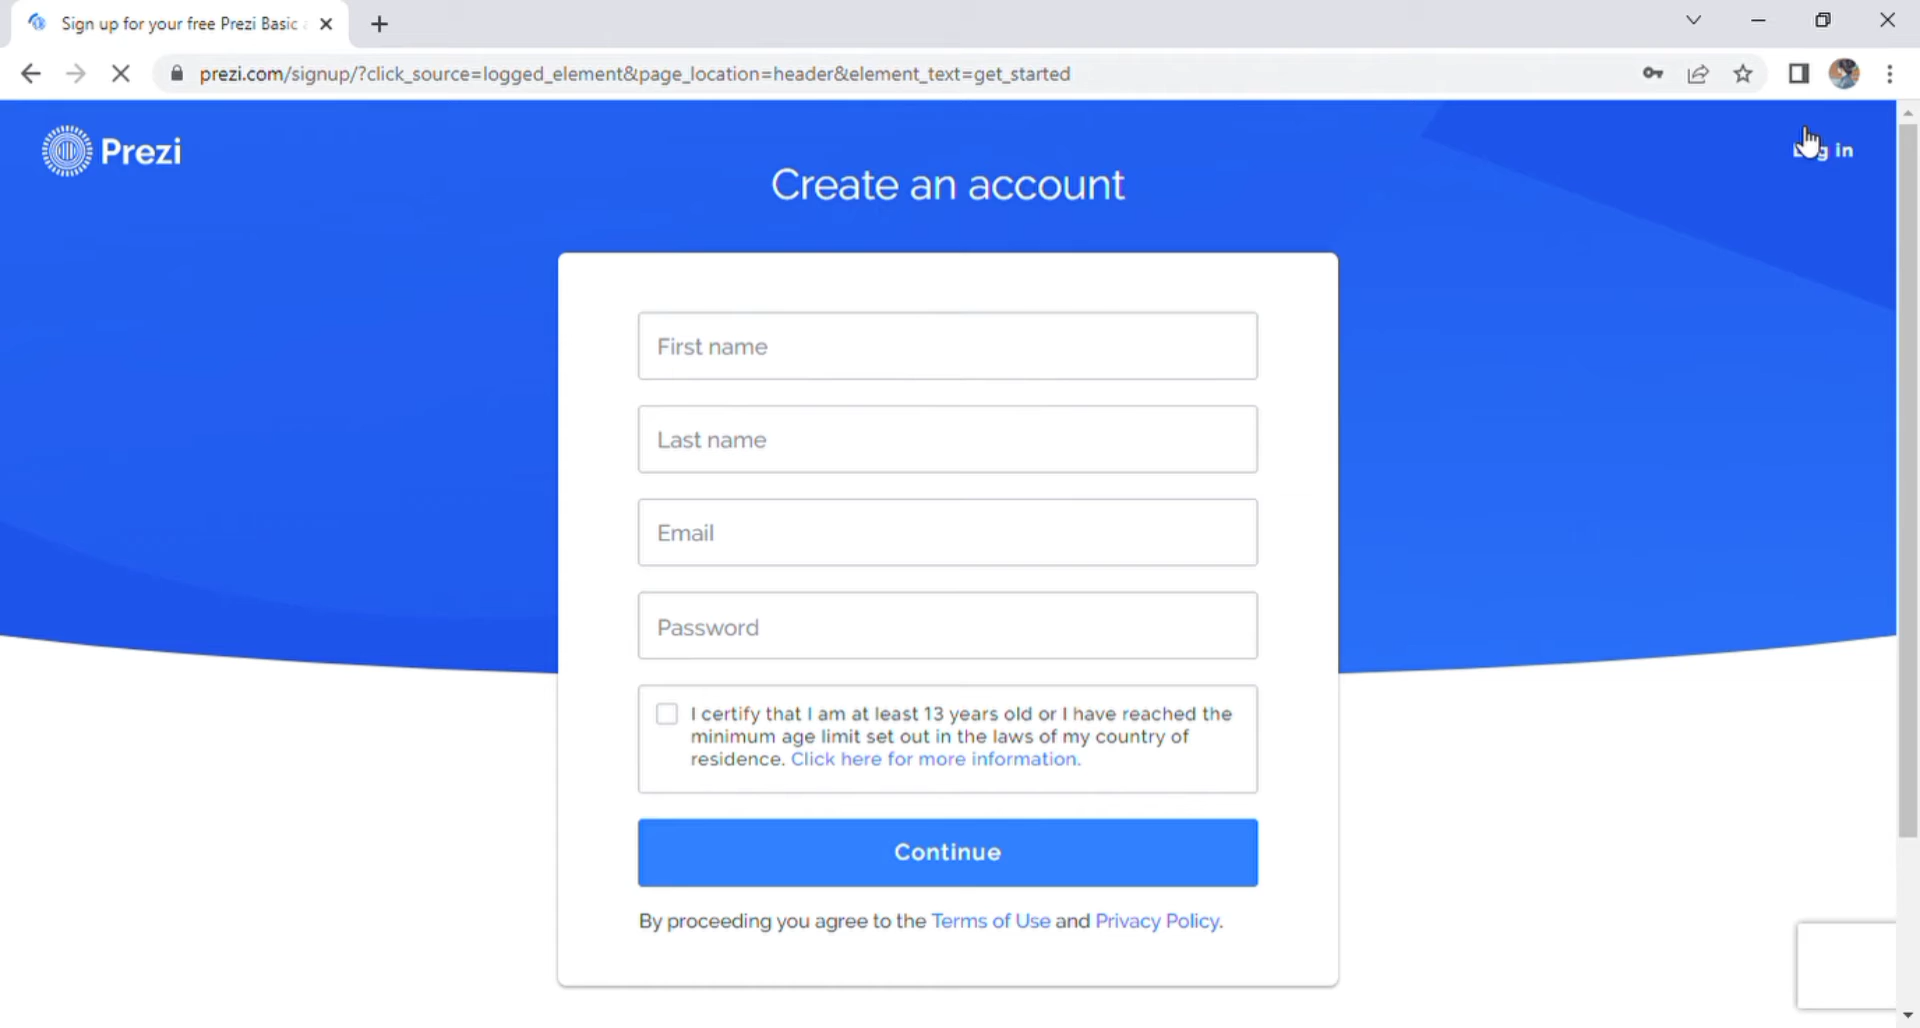 Sign up for your free Prezi Basic
prezi.com/signup/?click_source=logged_element&page_location=header&element_text=get_started
Prezi
in
Create an account
First name
Last name
Email
Password
I certify that I am at least 13 years old or I have reached the
minimum age limit set out in the laws of my country of
residence. Click here for more information.
Continue
By proceeding you agree to the Terms of Use and Privacy Policy.